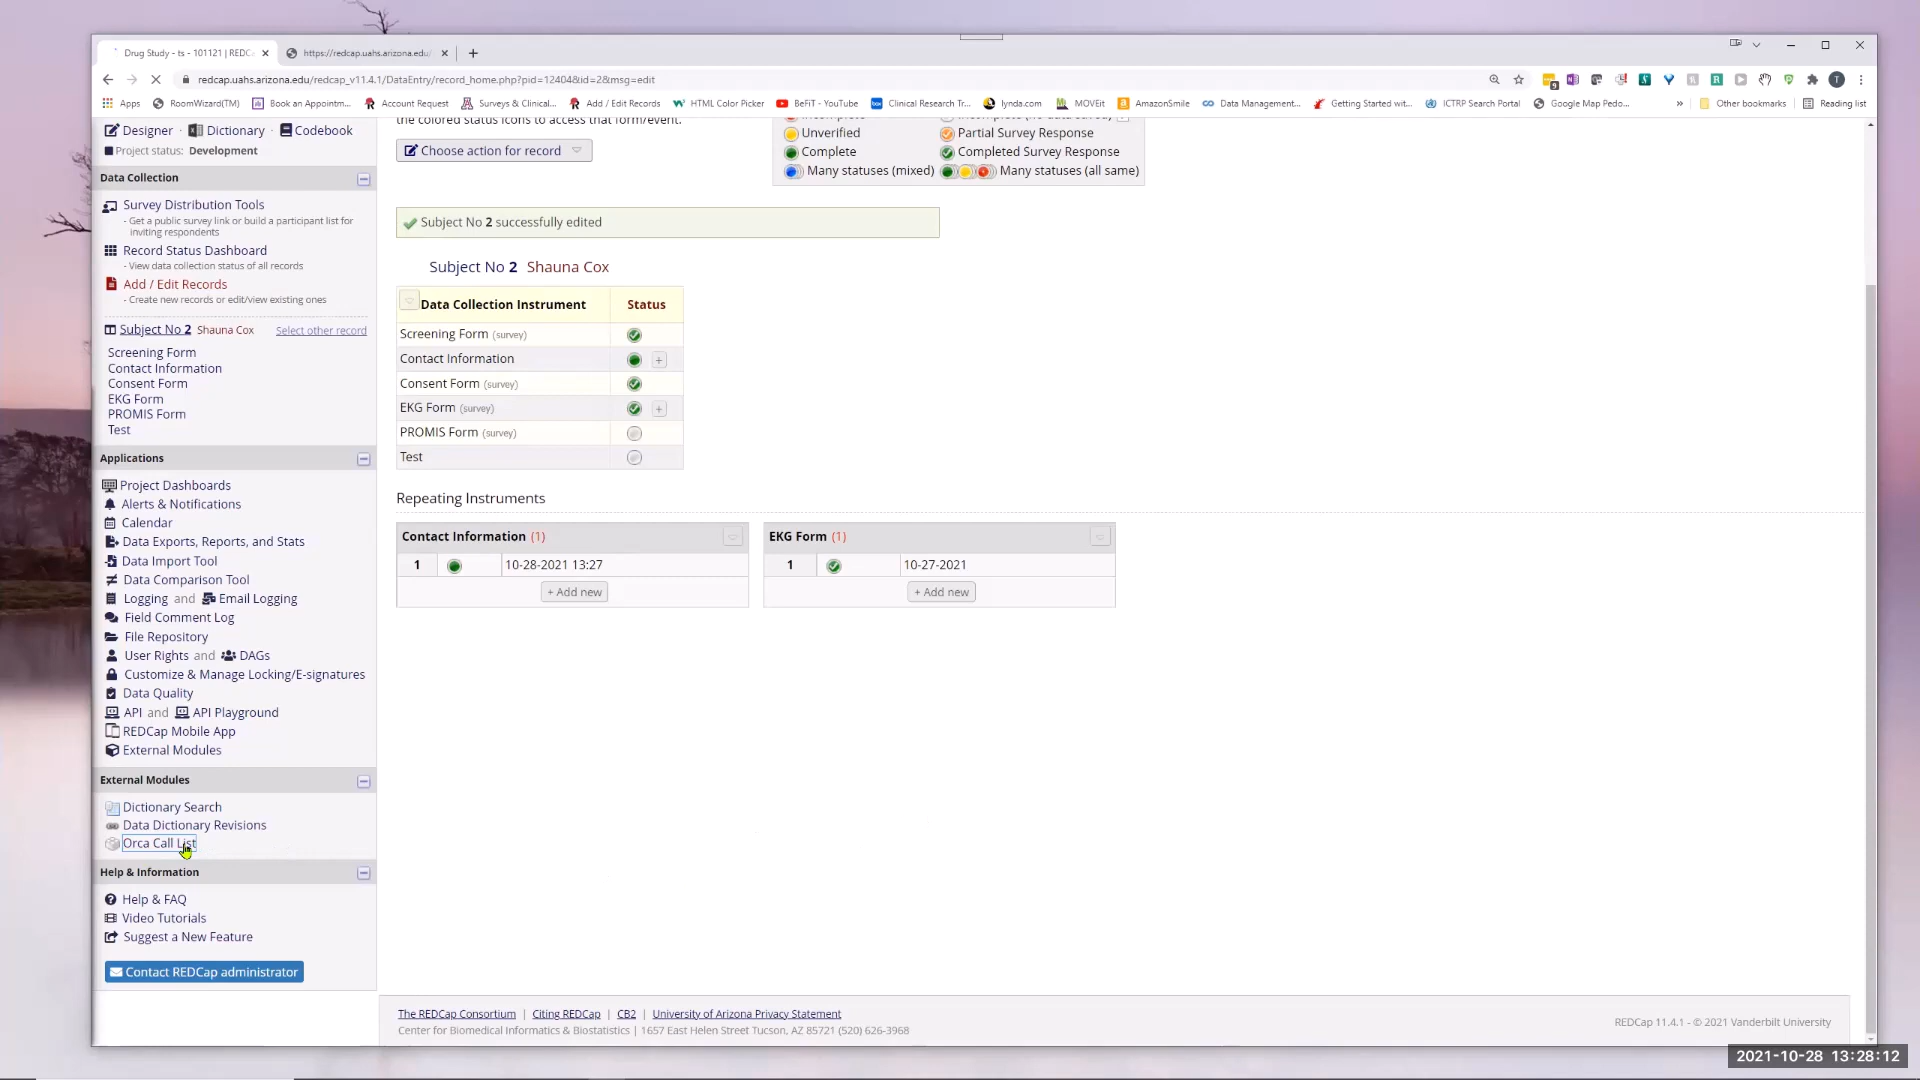 Drug Study - ts - 101121 | REDC
https://redcap.uahs.arizona.edu
redcap.uahs.arizona.edu/redcap_v11.4.1/DataEntry/record_home.php?pid=12404&id=2&msg=edit
Apps RoomWizard(TM) Book an Appointm... Account Request Surveys & Clinical... Add / Edit Records HTML Color Picker BeFiT - YouTube Clinical Research Tr... lynda.com MOVEit AmazonSmile Data Management... Getting Started wit... ICTRP Search Portal Google Map Pedo... » Other bookmarks Reading list
Designer · Dictionary · Codebook
Project status: Development
Data Collection
Survey Distribution Tools
- Get a public survey link or build a participant list for
inviting respondents
Record Status Dashboard
- View data collection status of all records
Add / Edit Records
- Create new records or edit/view existing ones
Subject No 2 Shauna Cox Select other record
Screening Form
Contact Information
Consent Form
EKG Form
PROMIS Form
Test
Applications
Project Dashboards
Alerts & Notifications
Calendar
Data Exports, Reports, and Stats
Data Import Tool
Data Comparison Tool
Logging and Email Logging
Field Comment Log
File Repository
User Rights and DAGs
Customize & Manage Locking/E-signatures
Data Quality
API and API Playground
REDCap Mobile App
External Modules
External Modules
Dictionary Search
Data Dictionary Revisions
Orca Call List
Help & Information
Help & FAQ
Video Tutorials
Suggest a New Feature
Contact REDCap administrator
the colored status icons to access that form/event.
Choose action for record
Unverified Partial Survey Response
Complete Completed Survey Response
Many statuses (mixed) Many statuses (all same)
Subject No 2 successfully edited
Subject No 2 Shauna Cox
Data Collection Instrument Status
Screening Form (survey)
Contact Information +
Consent Form (survey)
EKG Form (survey) +
PROMIS Form (survey)
Test
Repeating Instruments
Contact Information (1)
1 10-28-2021 13:27
+ Add new
EKG Form (1)
1 10-27-2021
+ Add new
The REDCap Consortium | Citing REDCap | CB2 | University of Arizona Privacy Statement
Center for Biomedical Informatics & Biostatistics | 1657 East Helen Street Tucson, AZ 85721 (520) 626-3968
REDCap 11.4.1 - © 2021 Vanderbilt University
2021-10-28 13:28:12